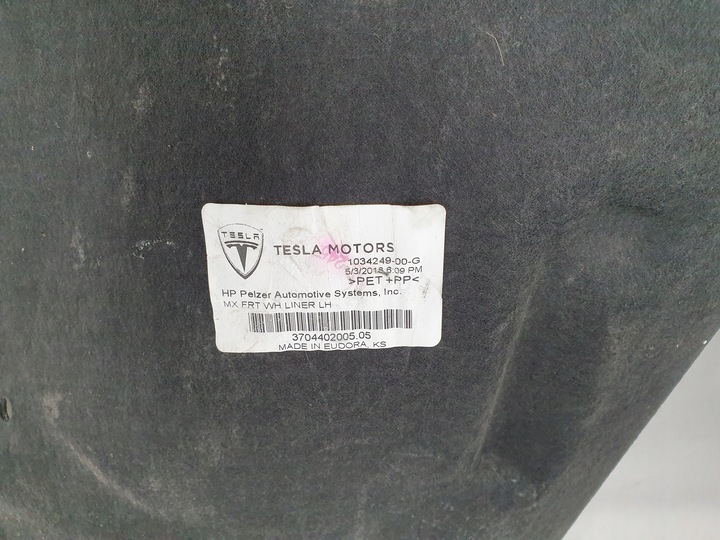 TESLA
TESLA MOTORS
1034249-00-G
5/3/2018 6:09 PM
>PET+PP<
HP Pelzer Automotive Systems, Inc.
MX FRT WH LINER LH
3704402005.05
MADE IN EUDORA, KS